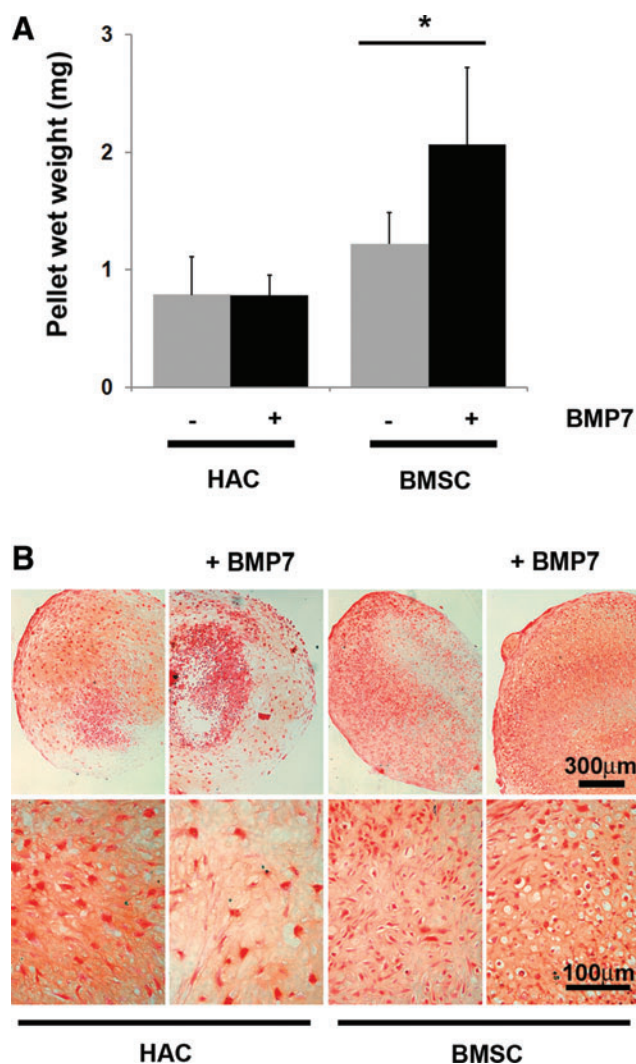 A
Pellet wet weight (mg)
3
2
1
0
*
- + - + BMP7
HAC BMSC
B
+ BMP7 + BMP7
300μm
100μm
HAC BMSC